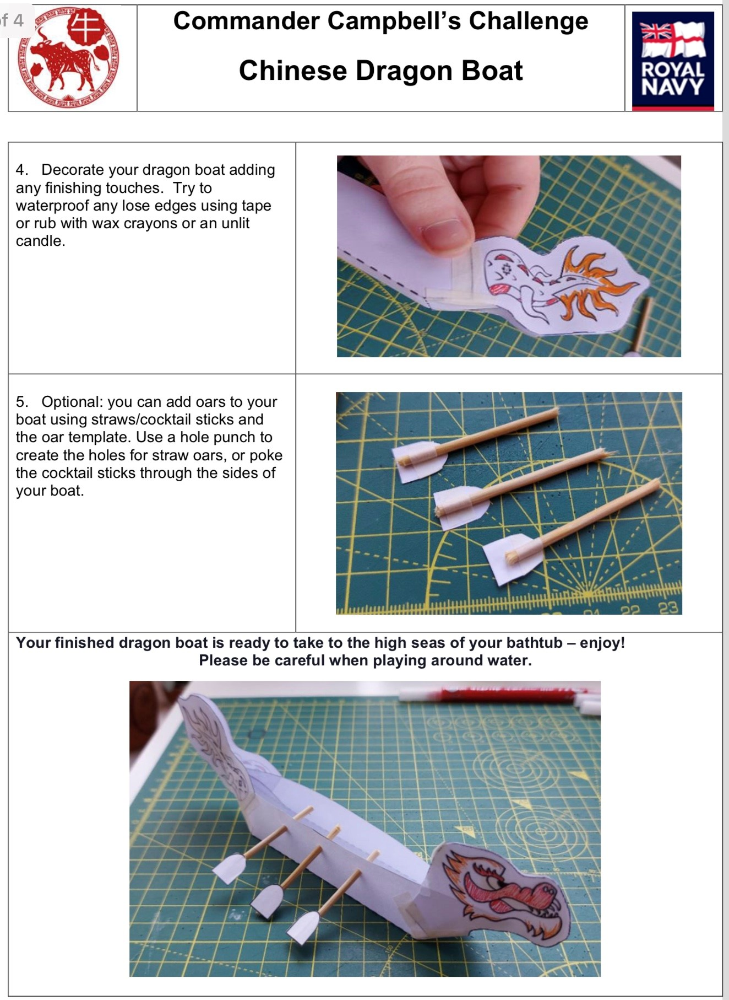 of 4
牛
Commander Campbell’s Challenge
Chinese Dragon Boat
ROYAL
NAVY
4. Decorate your dragon boat adding
any finishing touches. Try to
waterproof any lose edges using tape
or rub with wax crayons or an unlit
candle.
5. Optional: you can add oars to your
boat using straws/cocktail sticks and
the oar template. Use a hole punch to
create the holes for straw oars, or poke
the cocktail sticks through the sides of
your boat.
21 22 23
Your finished dragon boat is ready to take to the high seas of your bathtub – enjoy!
Please be careful when playing around water.